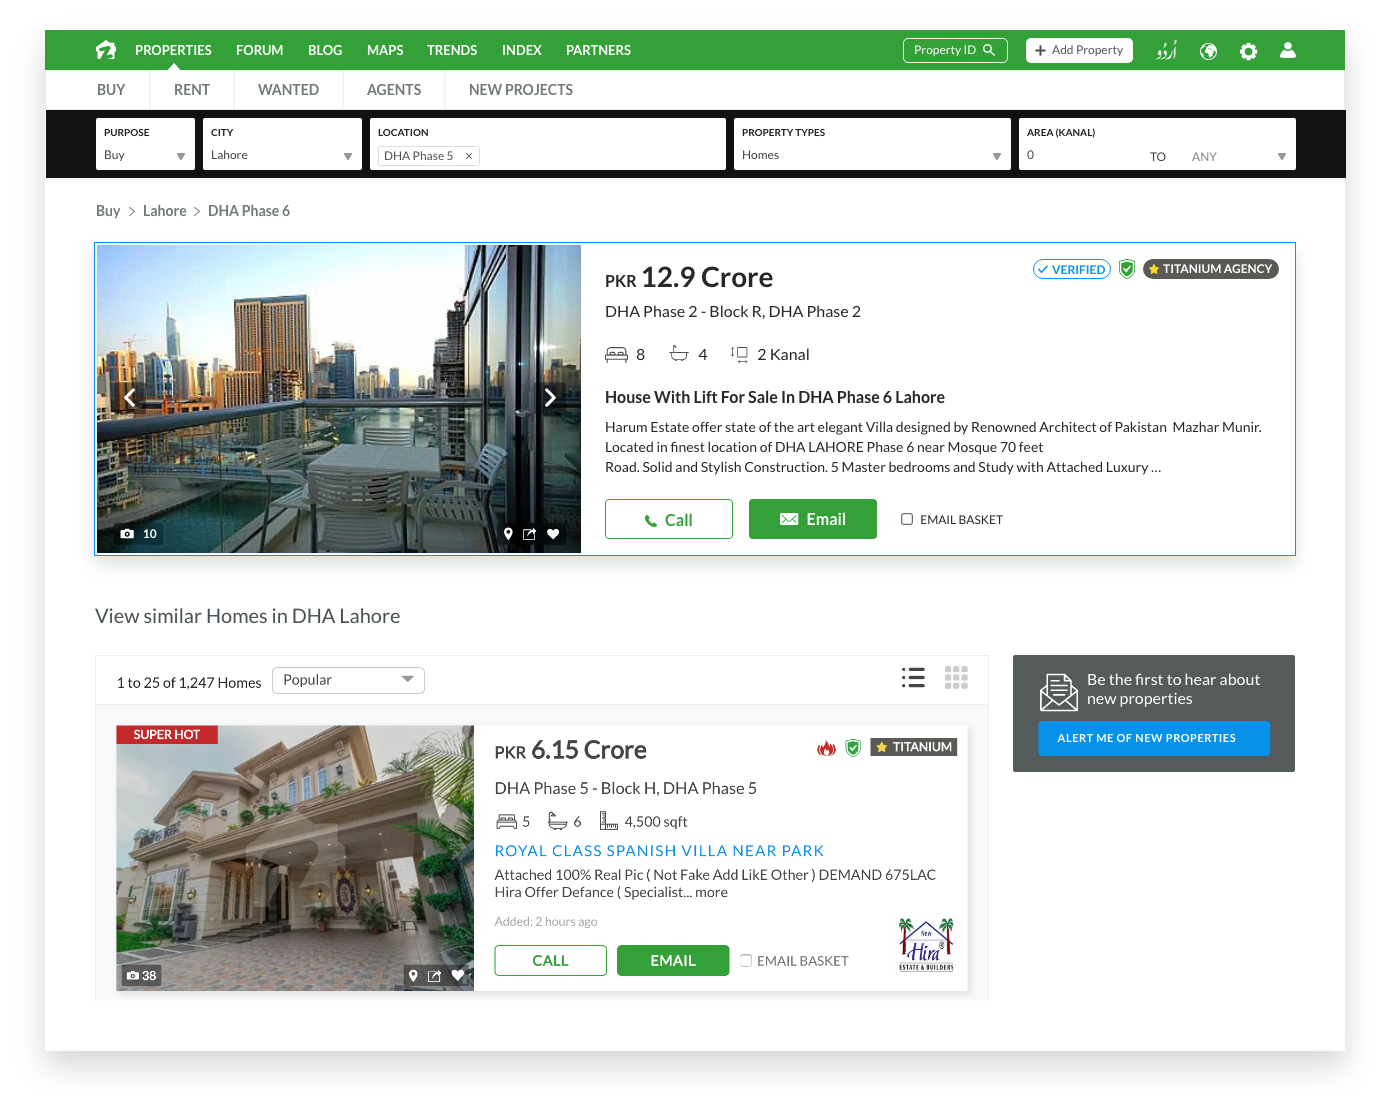 PROPERTIES FORUM BLOG MAPS TRENDS INDEX PARTNERS Property ID Add Property اُردُو
BUY RENT WANTED AGENTS NEW PROJECTS
PURPOSE CITY LOCATION PROPERTY TYPES AREA (KANAL)
Buy Lahore DHA Phase 5 × Homes 0 TO ANY
Buy > Lahore > DHA Phase 6
PKR 12.9 Crore VERIFIED TITANIUM AGENCY
DHA Phase 2 - Block R, DHA Phase 2
8 4 2 Kanal
House With Lift For Sale In DHA Phase 6 Lahore
Harum Estate offer state of the art elegant Villa designed by Renowned Architect of Pakistan Mazhar Munir.
Located in finest location of DHA LAHORE Phase 6 near Mosque 70 feet
Road. Solid and Stylish Construction. 5 Master bedrooms and Study with Attached Luxury ...
Call Email EMAIL BASKET
10
View similar Homes in DHA Lahore
1 to 25 of 1,247 Homes Popular
SUPER HOT
PKR 6.15 Crore TITANIUM
DHA Phase 5 - Block H, DHA Phase 5
5 6 4,500 sqft
ROYAL CLASS SPANISH VILLA NEAR PARK
Attached 100% Real Pic ( Not Fake Add LikE Other ) DEMAND 675LAC
Hira Offer Defance ( Specialist... more
Added: 2 hours ago
CALL EMAIL EMAIL BASKET
38
New
Hira®
ESTATE & BUILDERS
Be the first to hear about
new properties
ALERT ME OF NEW PROPERTIES